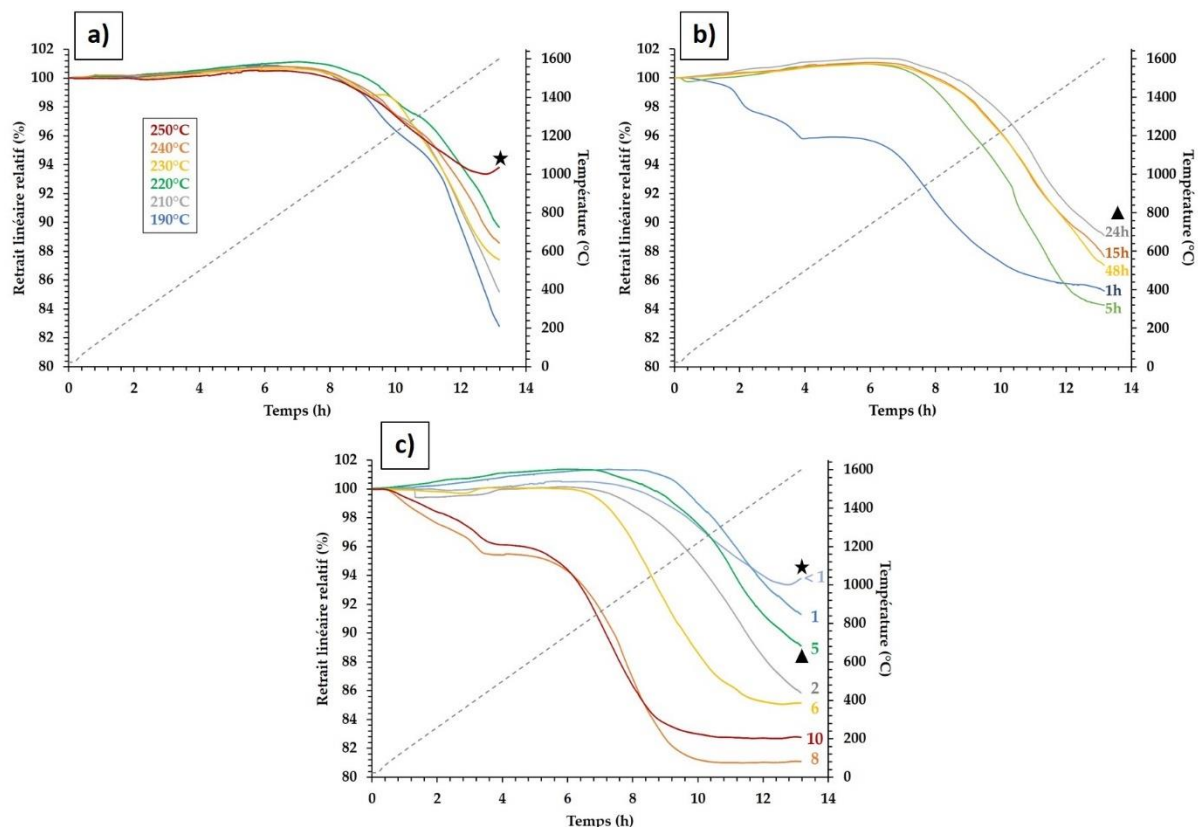 a)
102
100
98
96
94
92
90
88
86
84
82
80
Retrait linéaire relatif (%)
250°C
240°C
230°C
220°C
210°C
190°C
1600
1400
1200
1000
800
600
400
200
0
Température (°C)
0 2 4 6 8 10 12 14
Temps (h)
b)
102
100
98
96
94
92
90
88
86
84
82
80
Retrait linéaire relatif (%)
24h
15h
48h
1h
5h
1600
1400
1200
1000
800
600
400
200
0
Température (°C)
0 2 4 6 8 10 12 14
Temps (h)
c)
102
100
98
96
94
92
90
88
86
84
82
80
Retrait linéaire relatif (%)
< 1
1
5
2
6
10
8
1600
1400
1200
1000
800
600
400
200
0
Température (°C)
0 2 4 6 8 10 12 14
Temps (h)